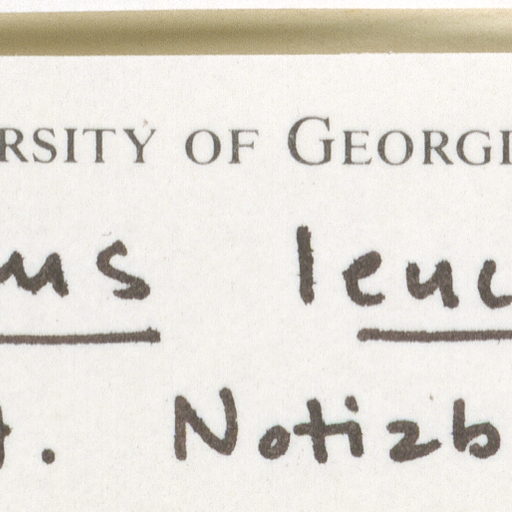 RSITY OF GEORGI
ms leuc
t. Notizb